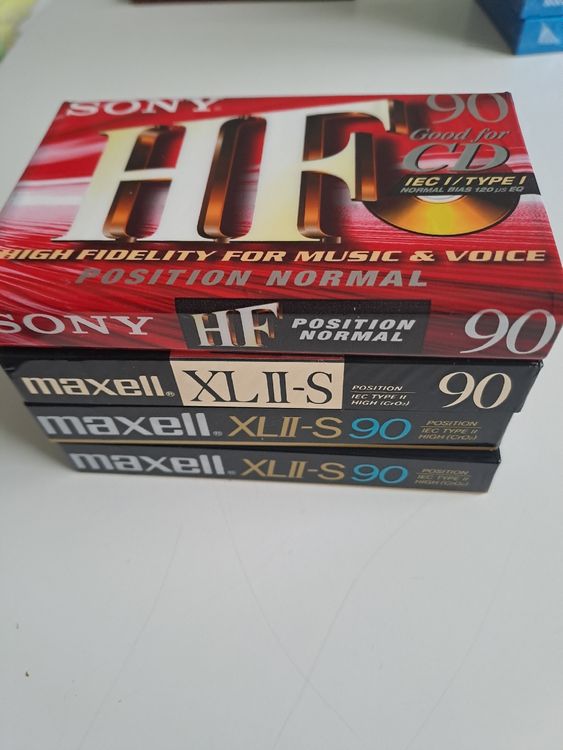 SONY
HF
90
Good for
CD
IEC I / TYPE I
NORMAL BIAS 120 µs EQ
HIGH FIDELITY FOR MUSIC & VOICE
POSITION NORMAL
SONY HF POSITION NORMAL 90
maxell. XLII-S POSITION IEC TYPE II HIGH (CrO₂) 90
maxell. XLII-S 90 POSITION IEC TYPE II HIGH (CrO₂)
maxell. XLII-S 90 POSITION IEC TYPE II HIGH (CrO₂)